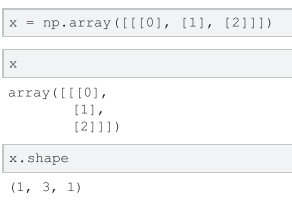 x = np.array([[[0], [1], [2]]])
x
array([[[0],
        [1],
        [2]]])
x.shape
(1, 3, 1)